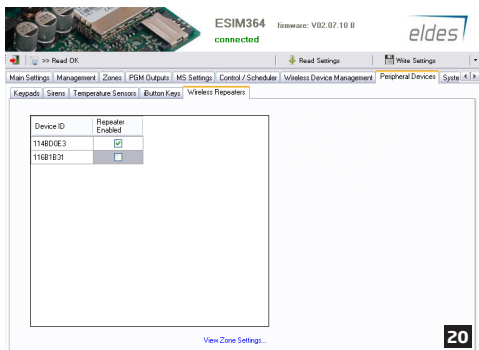 ESIM364 firmware: V02.07.10 B
connected
eldes
>> Read OK
Read Settings
Write Settings
Main Settings Management Zones PGM Outputs MS Settings Control / Scheduler Wireless Device Management Peripheral Devices Syste
Keypads Sirens Temperature Sensors iButton Keys Wireless Repeaters
Device ID Repeater Enabled
114BD0E3
116B1B31
View Zone Settings...
20